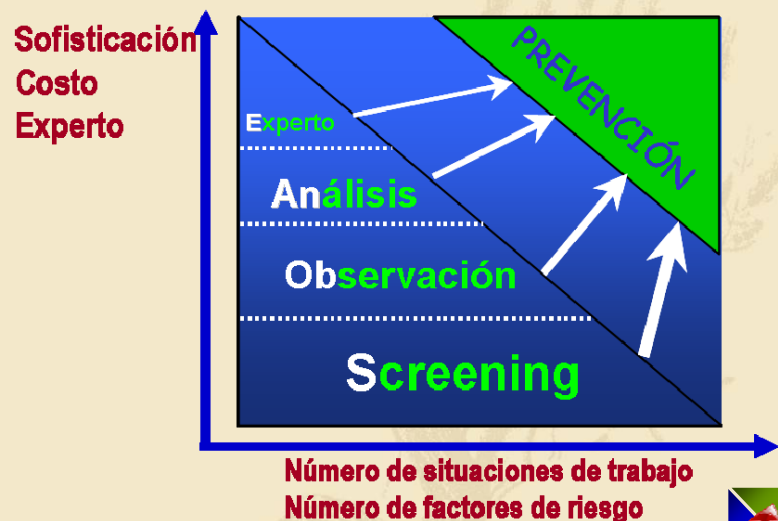 Sofisticación
Costo
Experto
PREVENCIÓN
Experto
Análisis
Observación
Screening
Número de situaciones de trabajo
Número de factores de riesgo